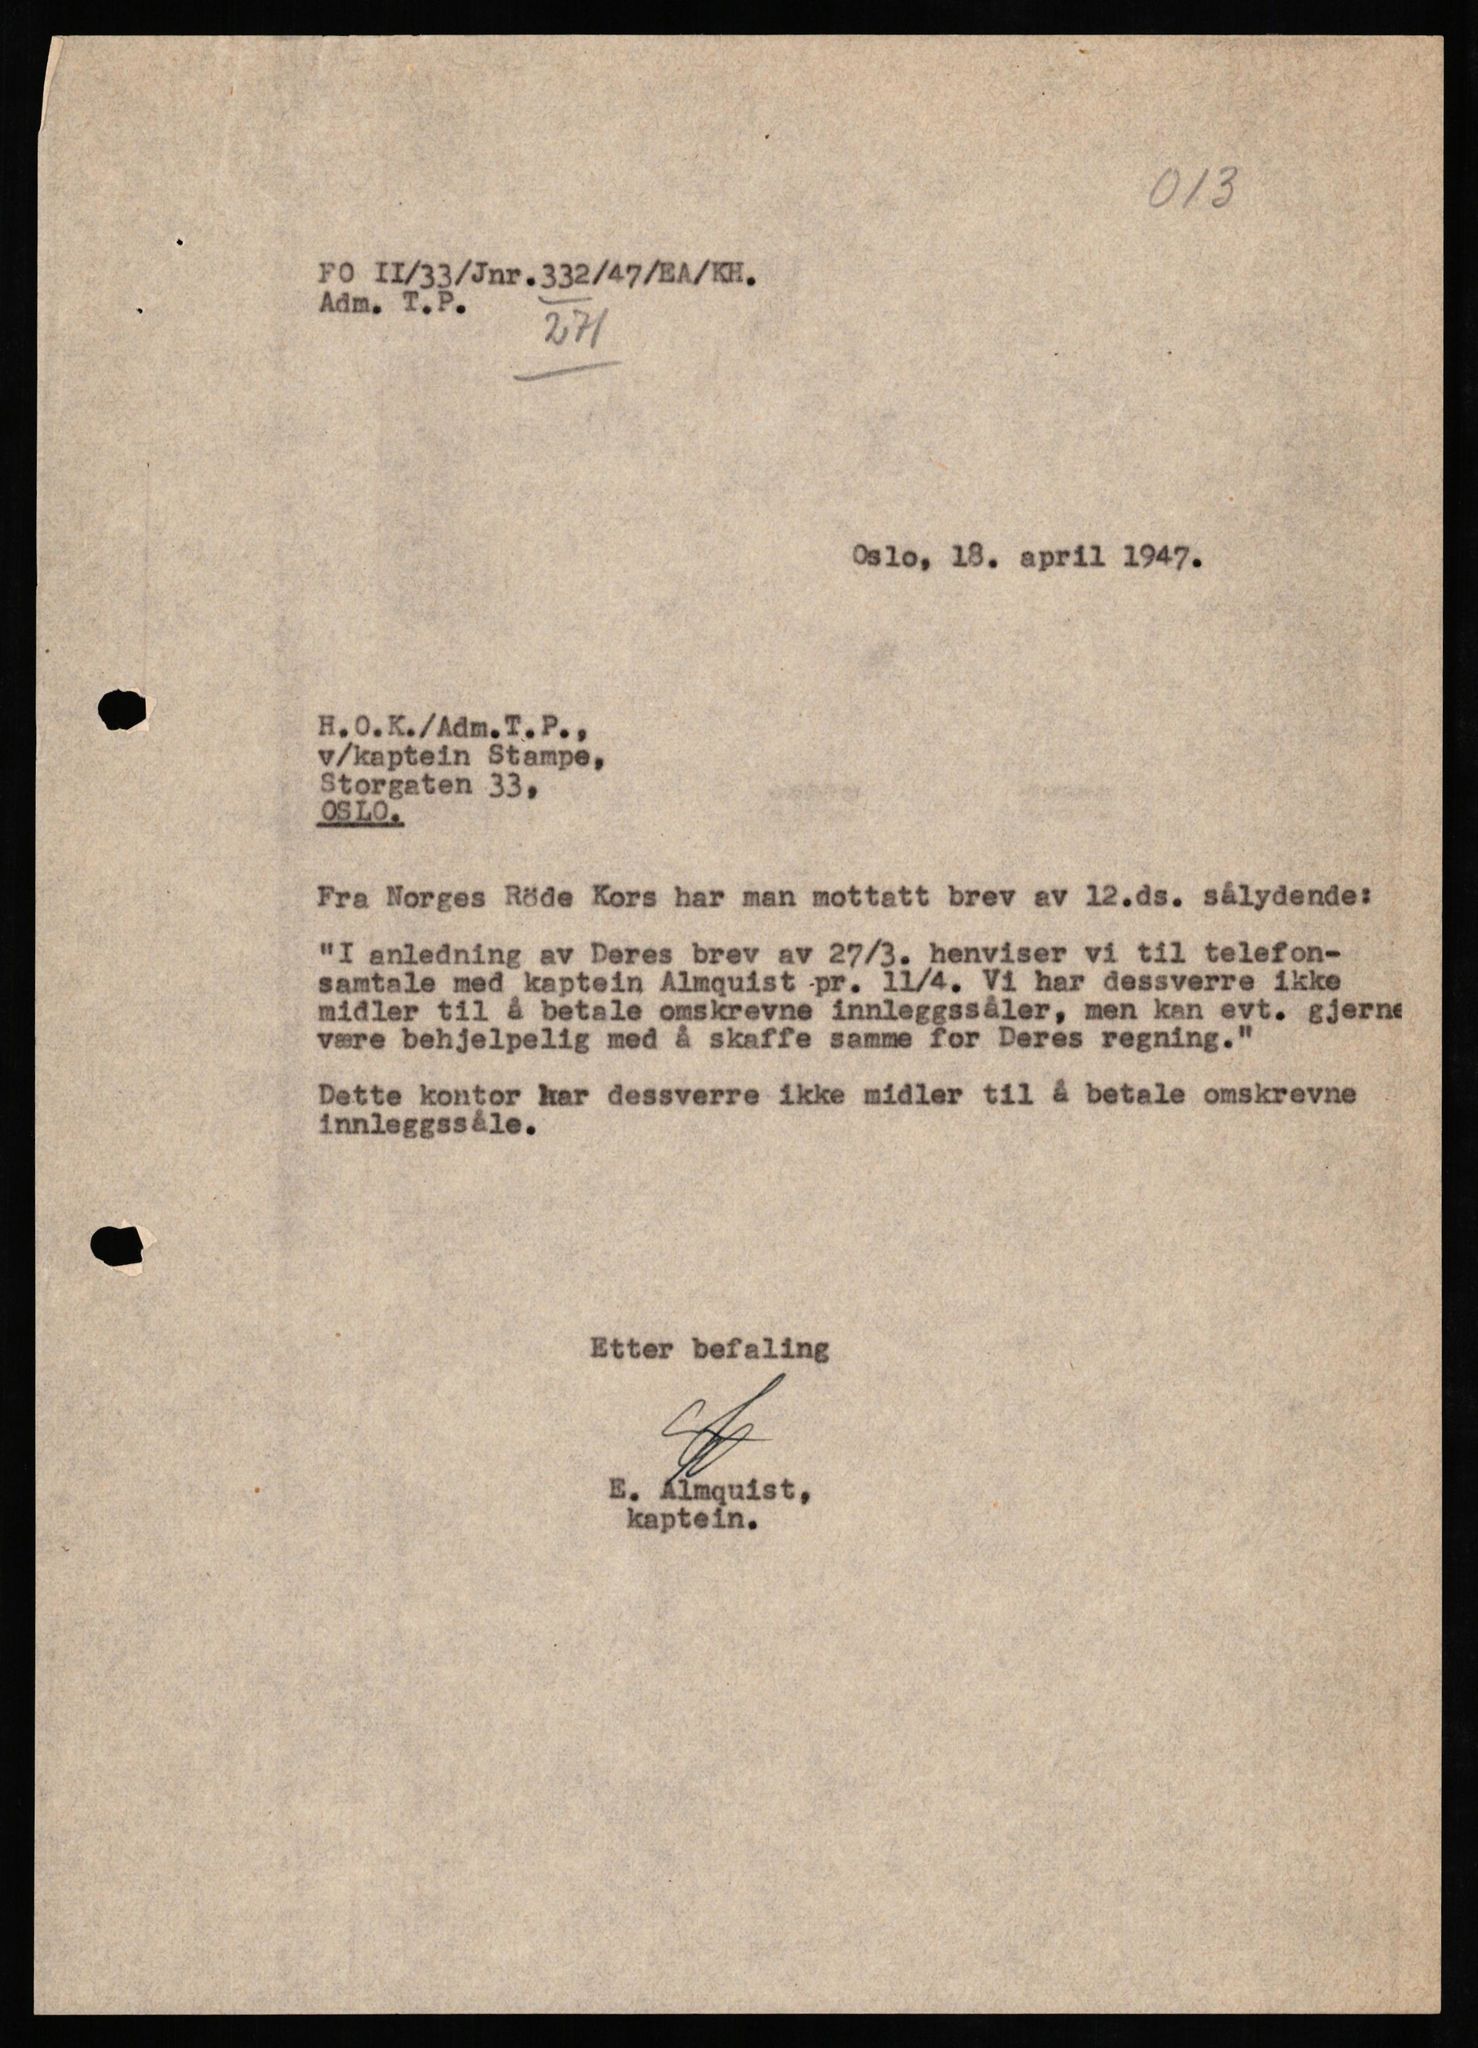 013
FO II/33/Jnr.332/47/EA/KH.
Adm. T.P.
271
Oslo, 18. april 1947.
H.O.K./Adm.T.P.,
v/kaptein Stampe,
Storgaten 33,
OSLO.
Fra Norges Röde Kors har man mottatt brev av 12.ds. sålydende:
"I anledning av Deres brev av 27/3. henviser vi til telefon-
samtale med kaptein Almquist pr. 11/4. Vi har dessverre ikke
midler til å betale omskrevne innleggssåler, men kan evt. gjerne
være behjelpelig med å skaffe samme for Deres regning."
Dette kontor har dessverre ikke midler til å betale omskrevne
innleggssåle.
Etter befaling
E. Almquist,
kaptein.